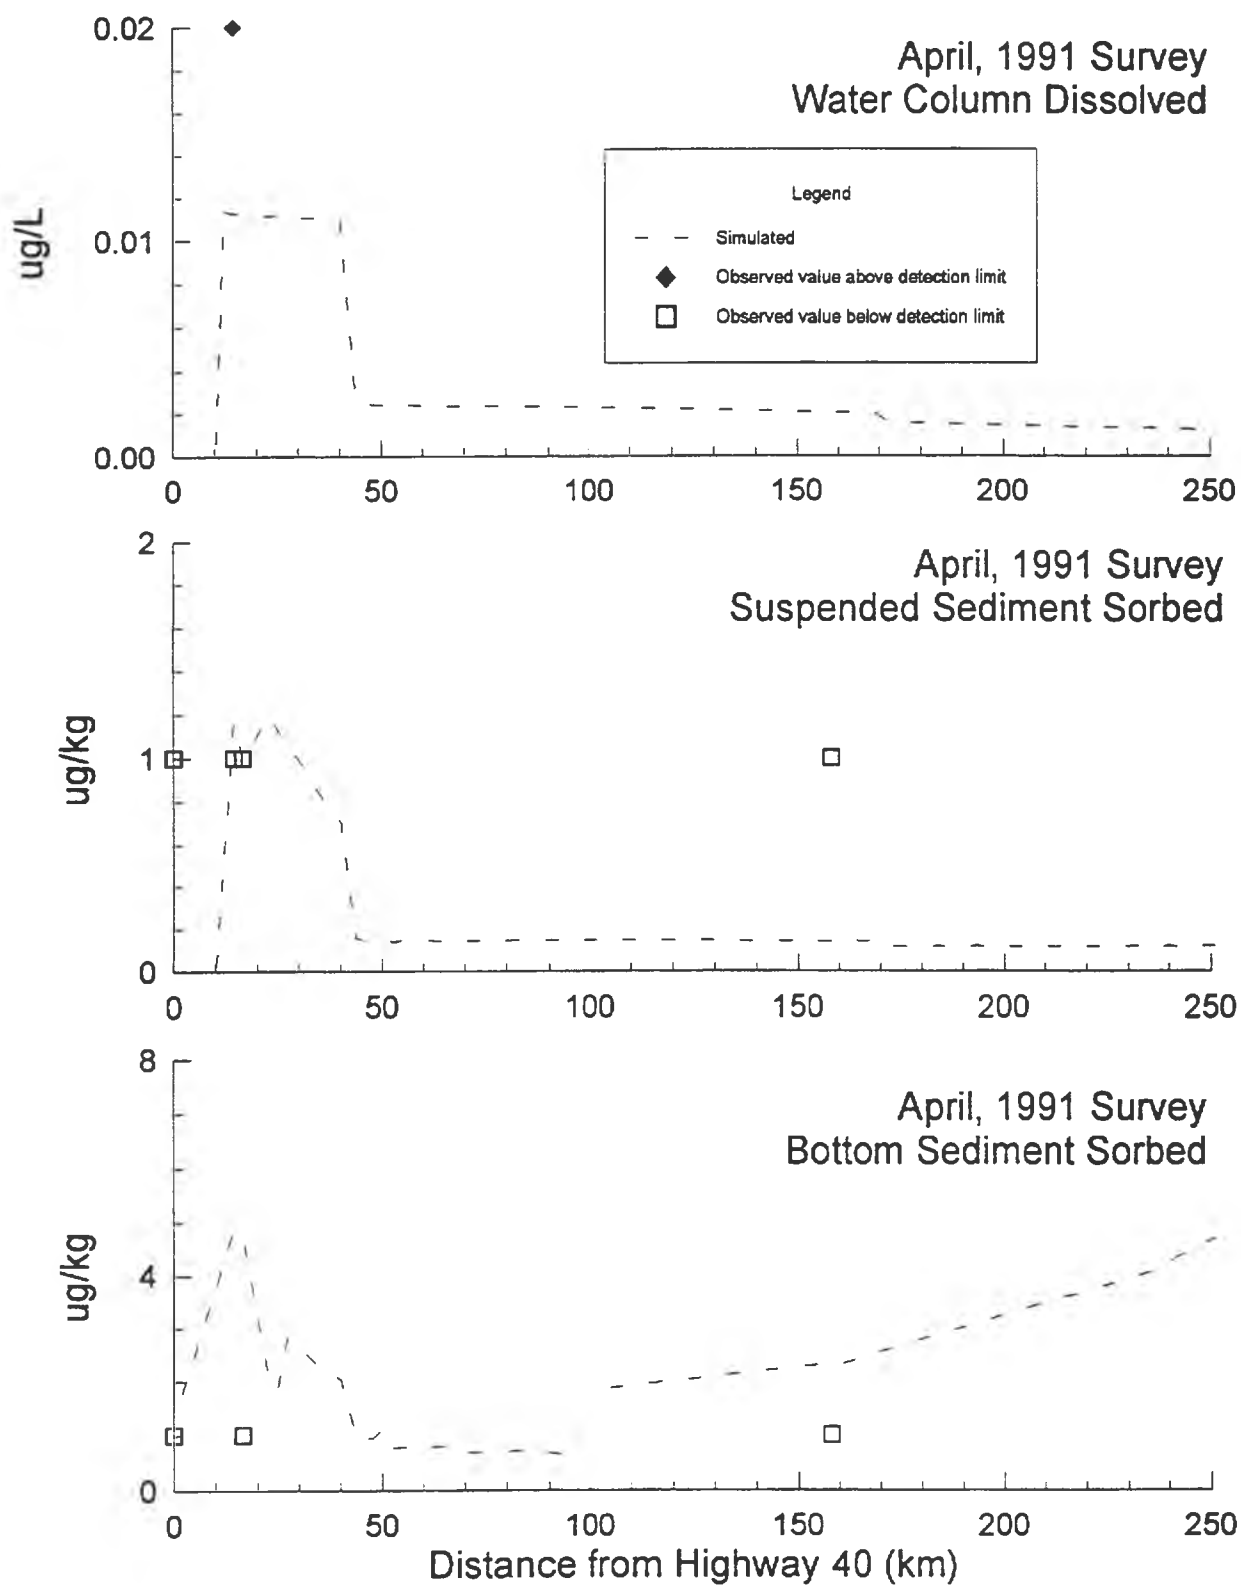 0.02
April, 1991 Survey
Water Column Dissolved
Legend
Simulated
Observed value above detection limit
Observed value below detection limit
ug/L
0.01
0.00
0 50 100 150 200 250
2
April, 1991 Survey
Suspended Sediment Sorbed
ug/kg
1
0
0 50 100 150 200 250
8
April, 1991 Survey
Bottom Sediment Sorbed
ug/kg
4
0
0 50 100 150 200 250
Distance from Highway 40 (km)